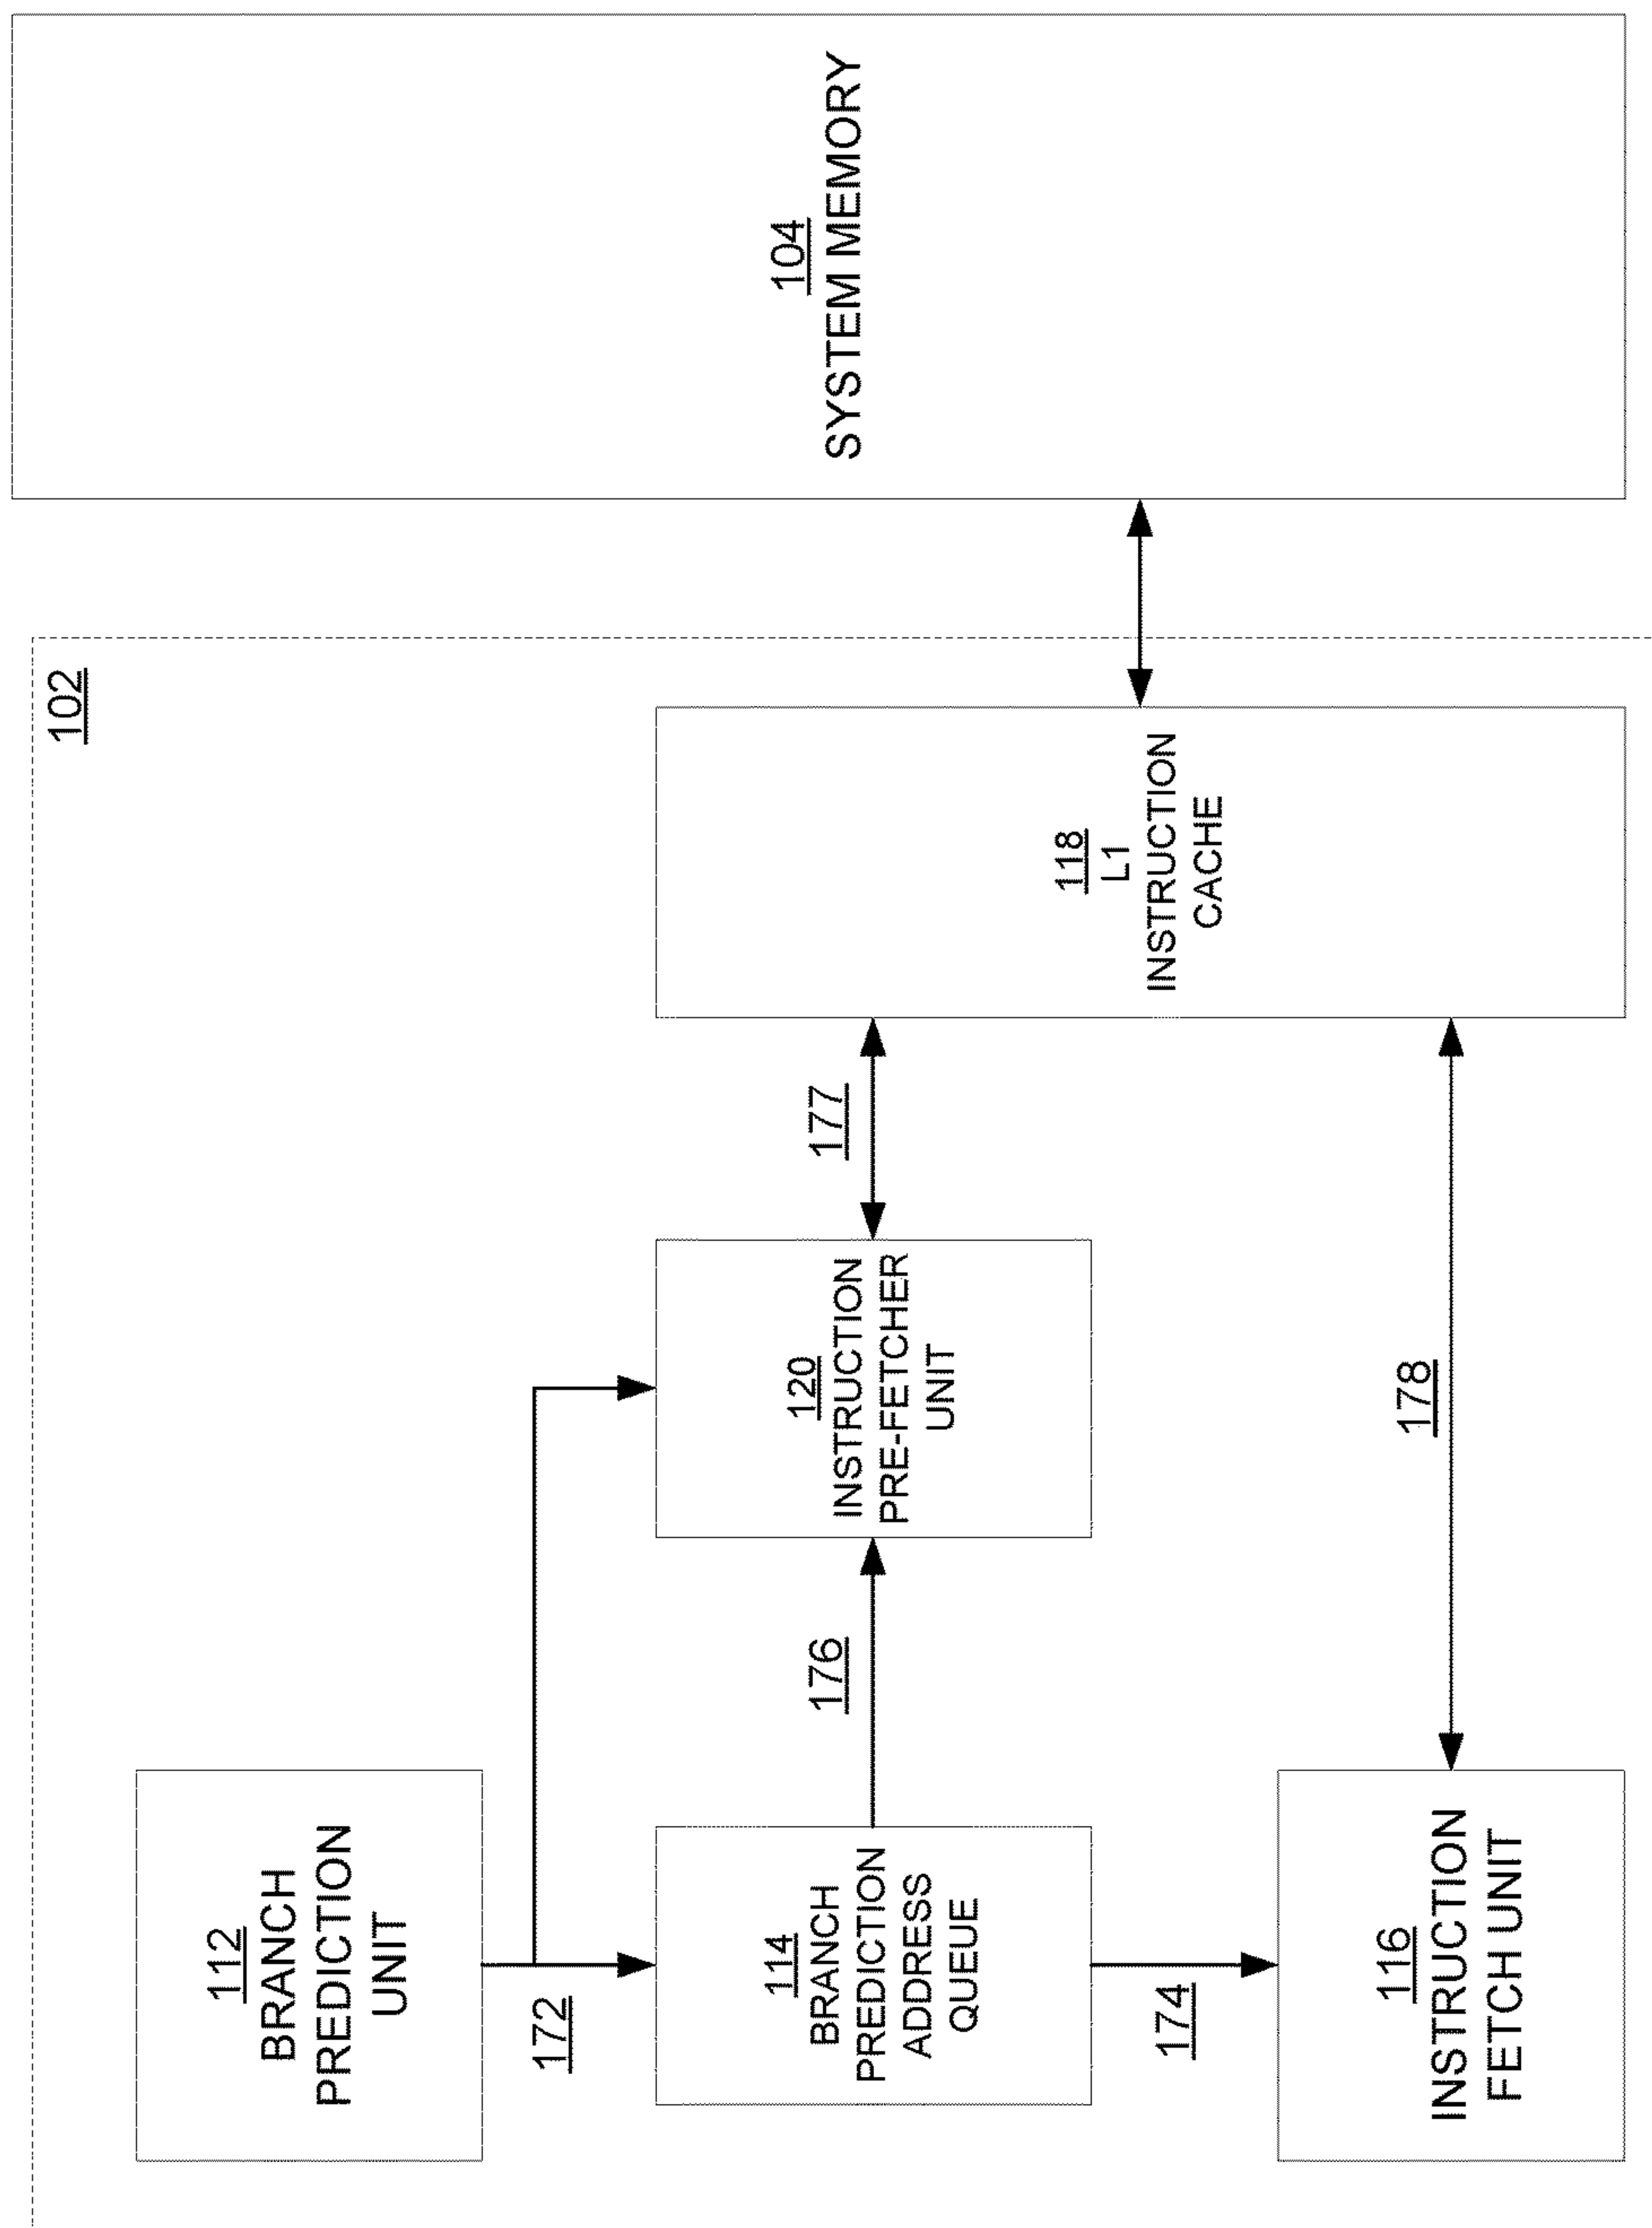 102
112
BRANCH
PREDICTION
UNIT
172
114
BRANCH
PREDICTION
ADDRESS
QUEUE
174
116
INSTRUCTION
FETCH UNIT
176
120
INSTRUCTION
PRE-FETCHER
UNIT
177
178
118
L1
INSTRUCTION
CACHE
104
SYSTEM MEMORY